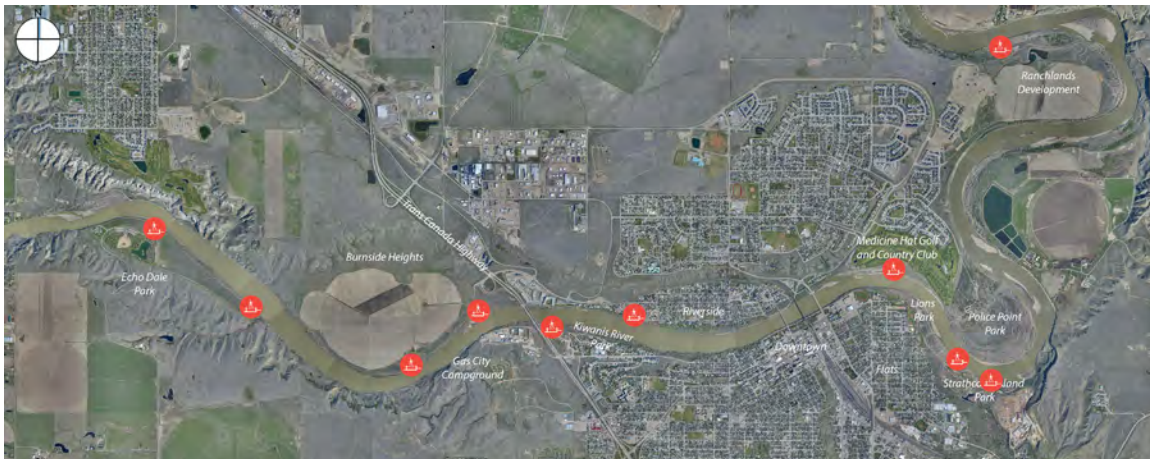 N
Ranchlands
Development
Trans Canada Highway
Medicine Hat Golf
and Country Club
Burnside Heights
Echo Dale
Park
Lions
Park
Police Point
Park
Riverside
Kiwanis River
Park
Downtown
Gas City
Campground
Flats
Park